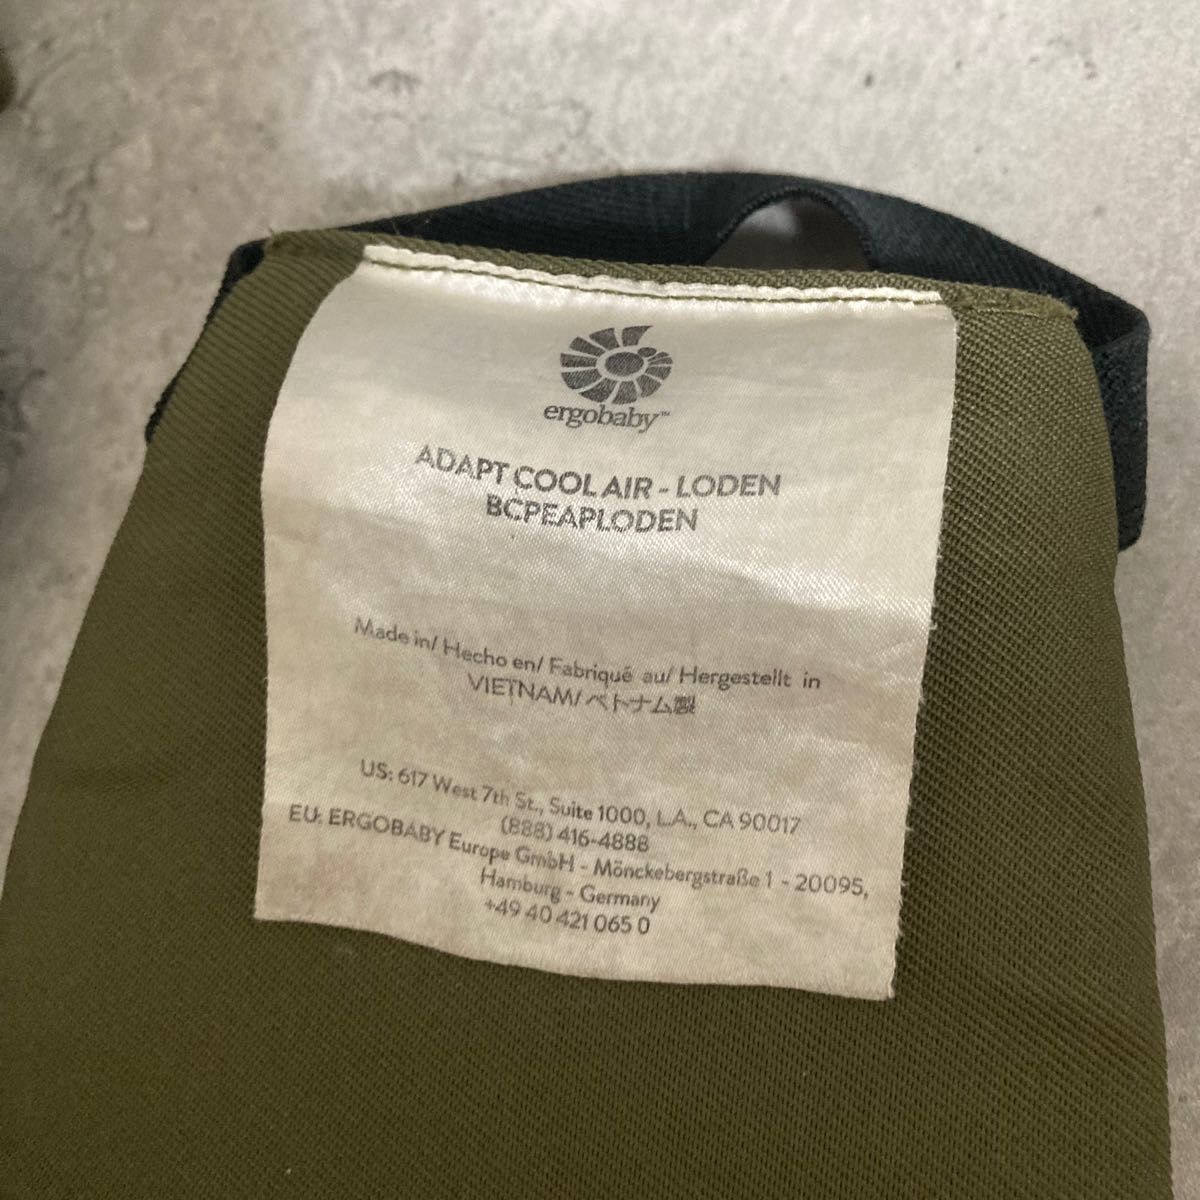 ergobaby™
ADAPT COOL AIR - LODEN
BCPEAPLODEN
Made in/ Hecho en/ Fabriqué au/ Hergestellt in
VIETNAM/ベトナム製
US: 617 West 7th St., Suite 1000, L.A., CA 90017
(888) 416-4888
EU: ERGOBABY Europe GmbH - Mönckebergstraße 1 - 20095,
Hamburg - Germany
+49 40 421 065 0